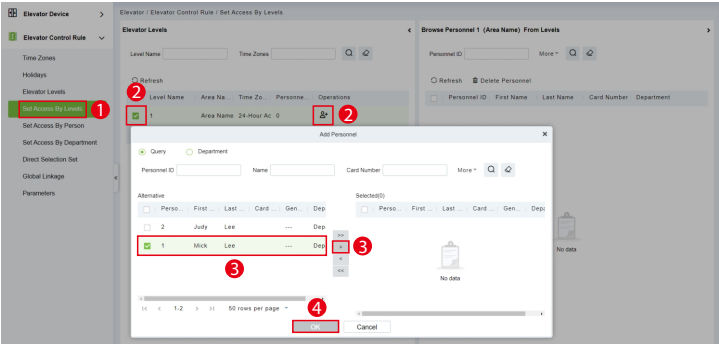 Elevator Device
Elevator Control Rule
Time Zones
Holidays
Elevator Levels
Set Access By Levels
Set Access By Person
Set Access By Department
Direct Selection Set
Global Linkage
Parameters
1
Elevator / Elevator Control Rule / Set Access By Levels
Elevator Levels
Level Name Time Zones
Refresh
2
Level Name Area Na... Time Zo... Personne... Operations
1 Area Name 24-Hour Ac 0
2
Browse Personnel 1 (Area Name) From Levels
Personnel ID More
Refresh Delete Personnel
Personnel ID First Name Last Name Card Number Department
No data
Add Personnel
Query Department
Personnel ID Name Card Number More
Alternative
Perso... First ... Last ... Card ... Gen... Dep
2 Judy Lee --- Dep
1 Mick Lee --- Dep
3
1-2 50 rows per page
>>
>
<
<<
3
Selected(0)
Perso... First ... Last ... Card ... Gen... Depa
No data
4
OK Cancel